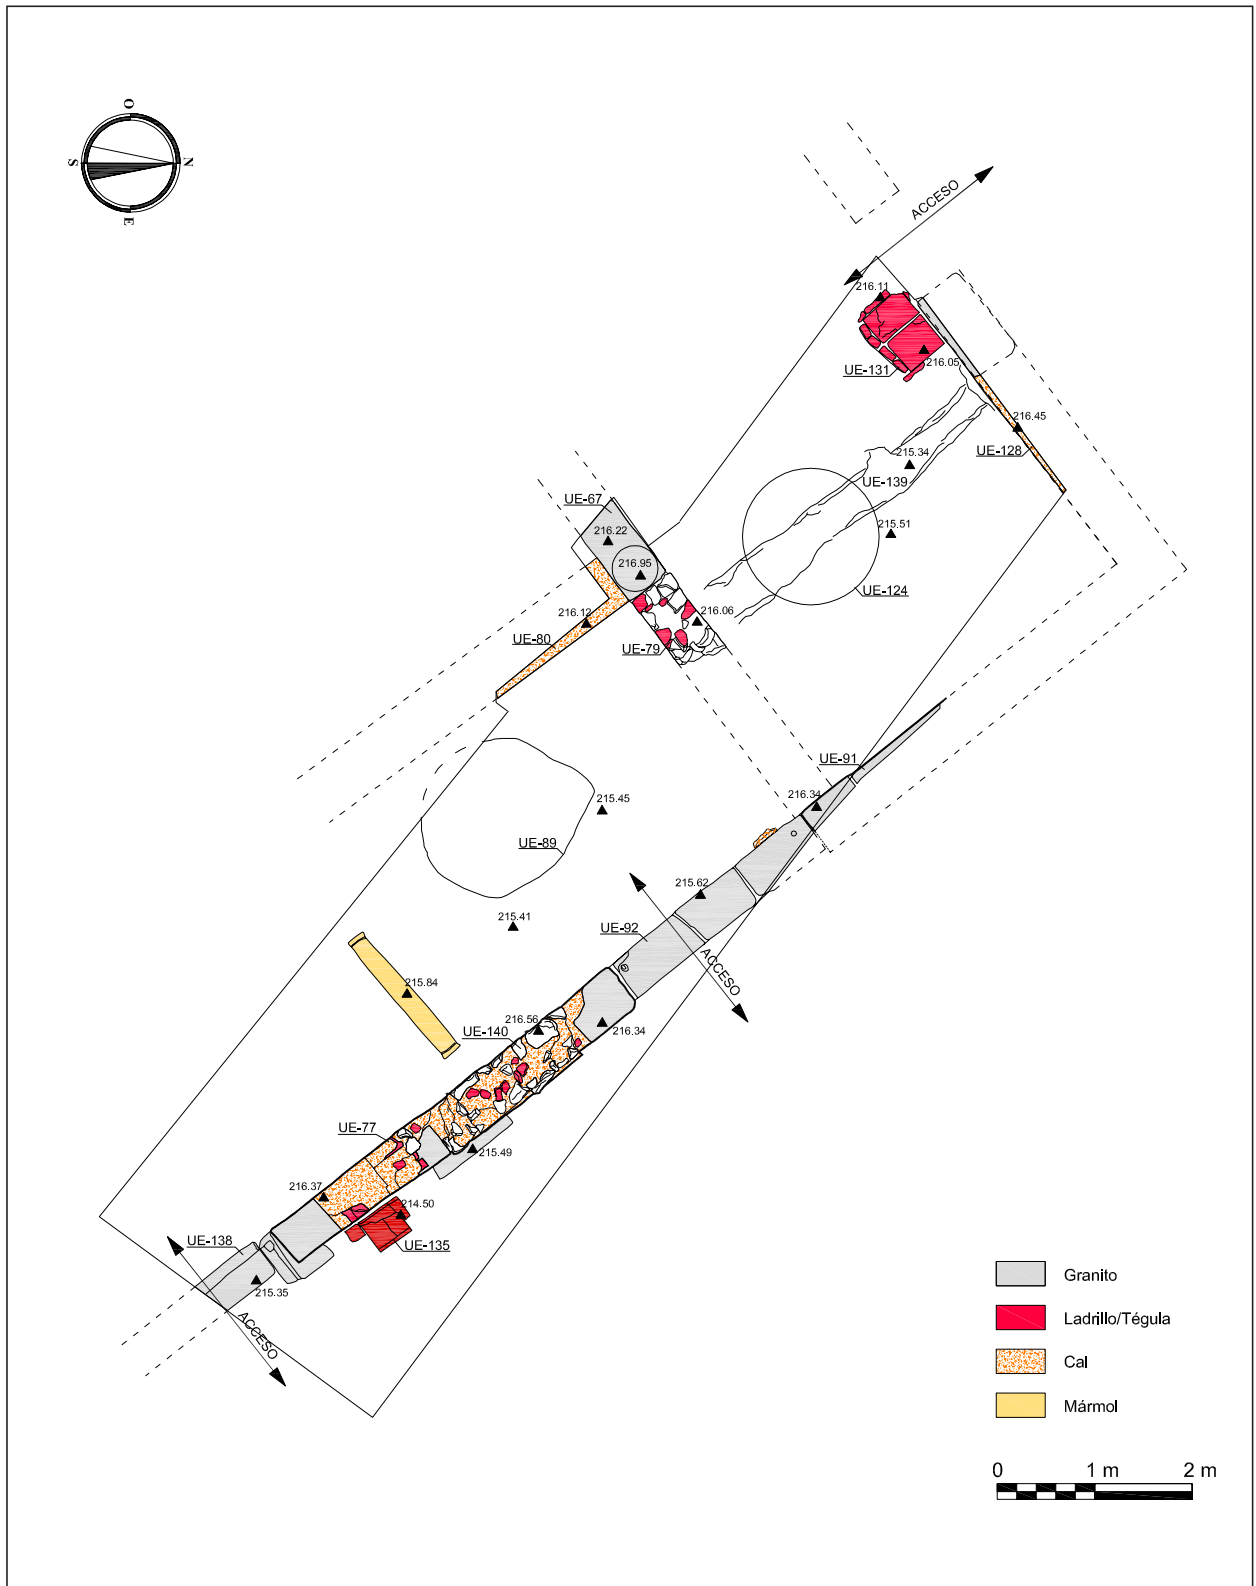 O
S
N
E
ACCESO
216.11
216.05
UE-131
216.45
UE-128
215.34
UE-139
UE-67
216.22
215.51
216.95
UE-124
216.12
216.06
UE-80
UE-79
UE-91
215.45
216.34
UE-89
215.62
215.41
UE-92
ACCESO
215.84
216.56
UE-140
216.34
UE-77
215.49
216.37
214.50
UE-138
UE-135
215.35
ACCESO
Granito
Ladrillo/Tégula
Cal
Mármol
0 1 m 2 m